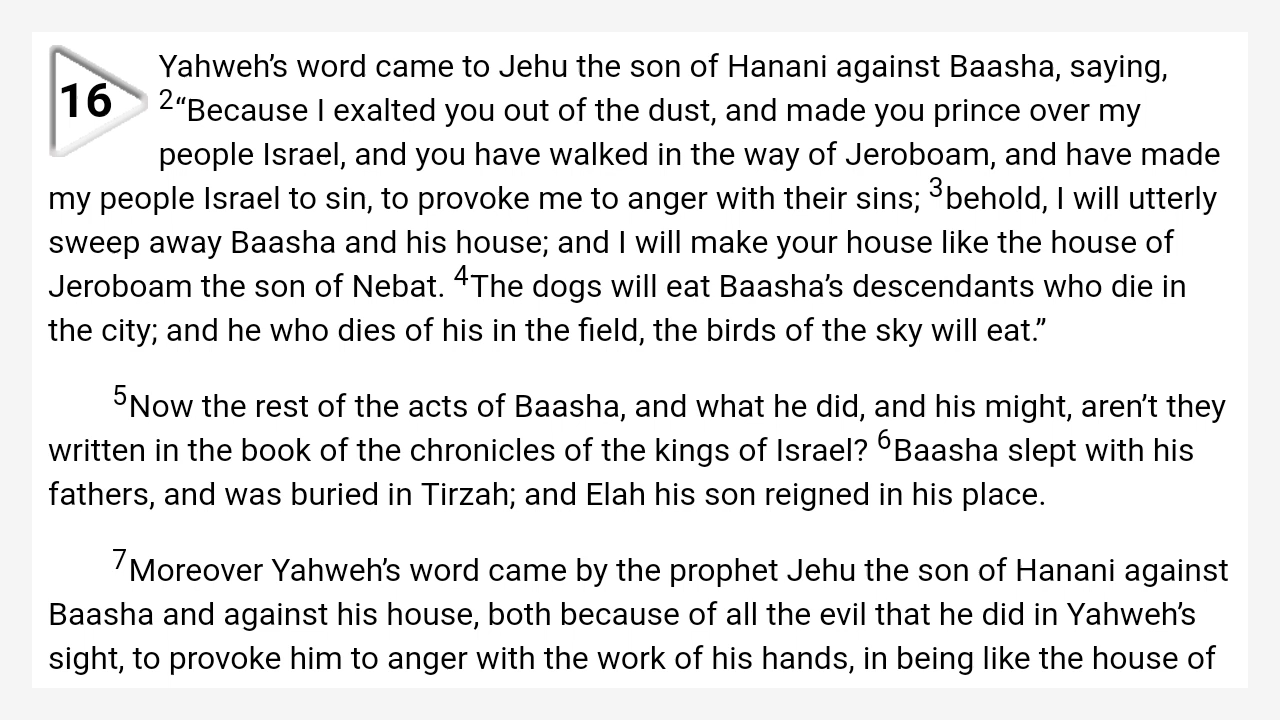 16 Yahweh’s word came to Jehu the son of Hanani against Baasha, saying,
2“Because I exalted you out of the dust, and made you prince over my
people Israel, and you have walked in the way of Jeroboam, and have made
my people Israel to sin, to provoke me to anger with their sins; 3behold, I will utterly
sweep away Baasha and his house; and I will make your house like the house of
Jeroboam the son of Nebat. 4The dogs will eat Baasha’s descendants who die in
the city; and he who dies of his in the field, the birds of the sky will eat.”
5Now the rest of the acts of Baasha, and what he did, and his might, aren’t they
written in the book of the chronicles of the kings of Israel? 6Baasha slept with his
fathers, and was buried in Tirzah; and Elah his son reigned in his place.
7Moreover Yahweh’s word came by the prophet Jehu the son of Hanani against
Baasha and against his house, both because of all the evil that he did in Yahweh’s
sight, to provoke him to anger with the work of his hands, in being like the house of